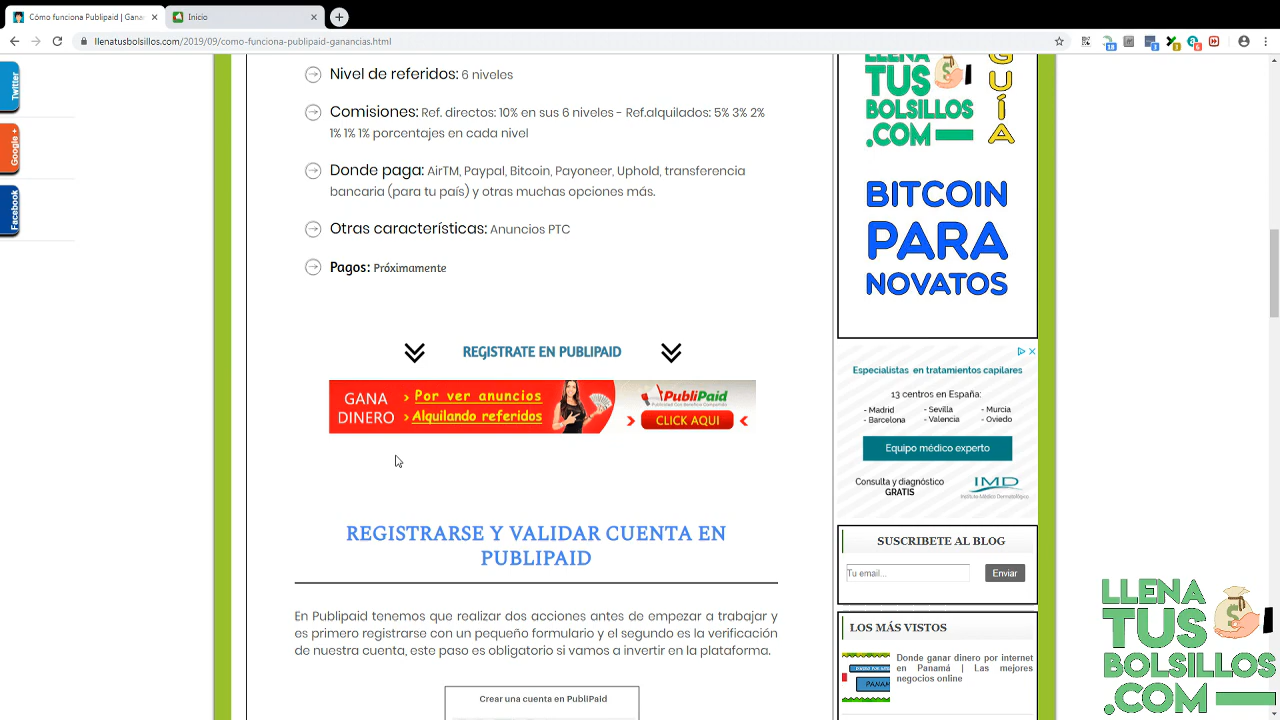 Cómo funciona Publipaid | Gana
Inicio
llenatusbolsillos.com/2019/09/como-funciona-publipaid-ganancias.html
Twitter
Google +
Facebook
Nivel de referidos: 6 niveles
Comisiones: Ref. directos: 10% en sus 6 niveles - Ref.alquilados: 5% 3% 2%
1% 1% 1% porcentajes en cada nivel
Donde paga: AirTM, Paypal, Bitcoin, Payoneer, Uphold, transferencia
bancaria (para tu país) y otras muchas opciones más.
Otras características: Anuncios PTC
Pagos: Próximamente
REGISTRATE EN PUBLIPAID
GANA
DINERO
› Por ver anuncios
› Alquilando referidos
PubliPaid
CLICK AQUI
REGISTRARSE Y VALIDAR CUENTA EN
PUBLIPAID
En Publipaid tenemos que realizar dos acciones antes de empezar a trabajar y
es primero registrarse con un pequeño formulario y el segundo es la verificación
de nuestra cuenta, este paso es obligatorio si vamos a invertir en la plataforma.
Crear una cuenta en PubliPaid
LLENA
TUS
BOLSILLOS
.COM
GUÍA
BITCOIN
PARA
NOVATOS
Especialistas en tratamientos capilares
13 centros en España:
- Madrid - Sevilla - Murcia
- Barcelona - Valencia - Oviedo
Equipo médico experto
Consulta y diagnóstico
GRATIS
IMD
Instituto Médico Dermatológico
SUSCRIBETE AL BLOG
Tu email...
Enviar
LOS MÁS VISTOS
Donde ganar dinero por internet
en Panamá | Las mejores
negocios online
LLENA
TUS
BOLSILLOS
.COM